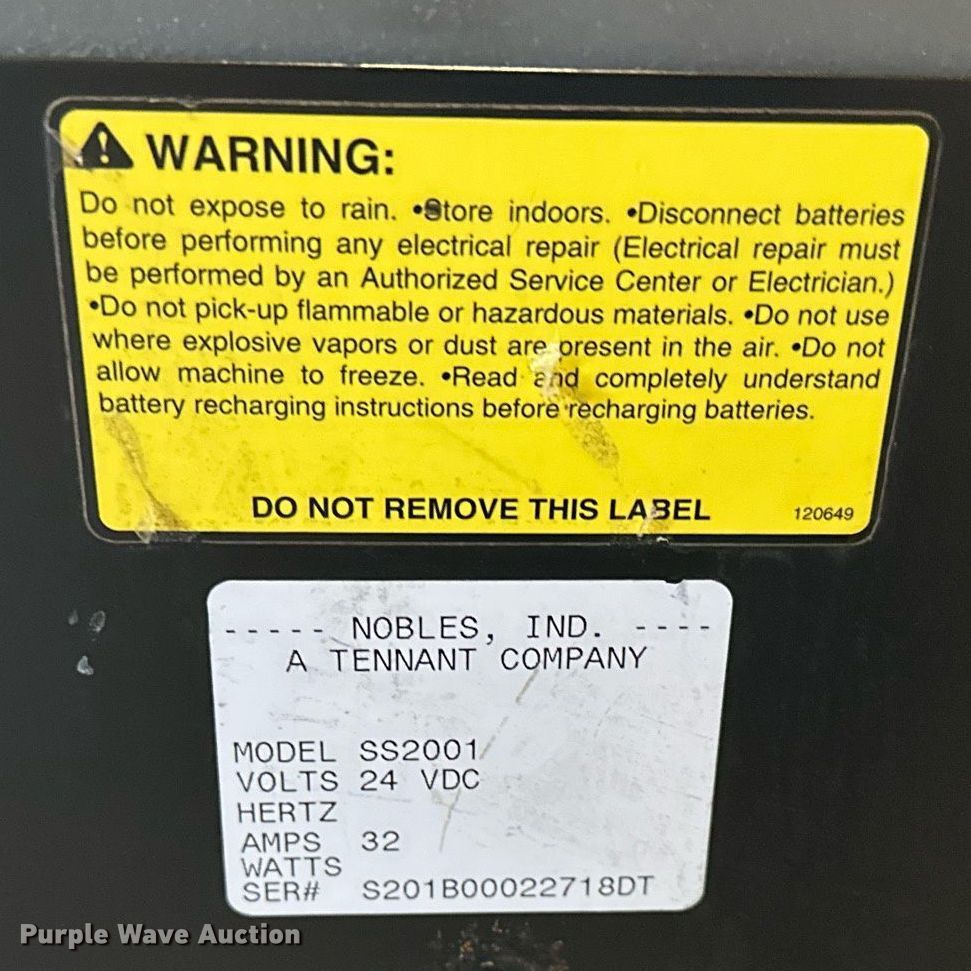 WARNING:
Do not expose to rain. •Store indoors. •Disconnect batteries
before performing any electrical repair (Electrical repair must
be performed by an Authorized Service Center or Electrician.)
•Do not pick-up flammable or hazardous materials. •Do not use
where explosive vapors or dust are present in the air. •Do not
allow machine to freeze. •Read and completely understand
battery recharging instructions before recharging batteries.
DO NOT REMOVE THIS LABEL 120649
----- NOBLES, IND. ----
A TENNANT COMPANY
MODEL SS2001
VOLTS 24 VDC
HERTZ
AMPS 32
WATTS
SER# S201B00022718DT
Purple Wave Auction